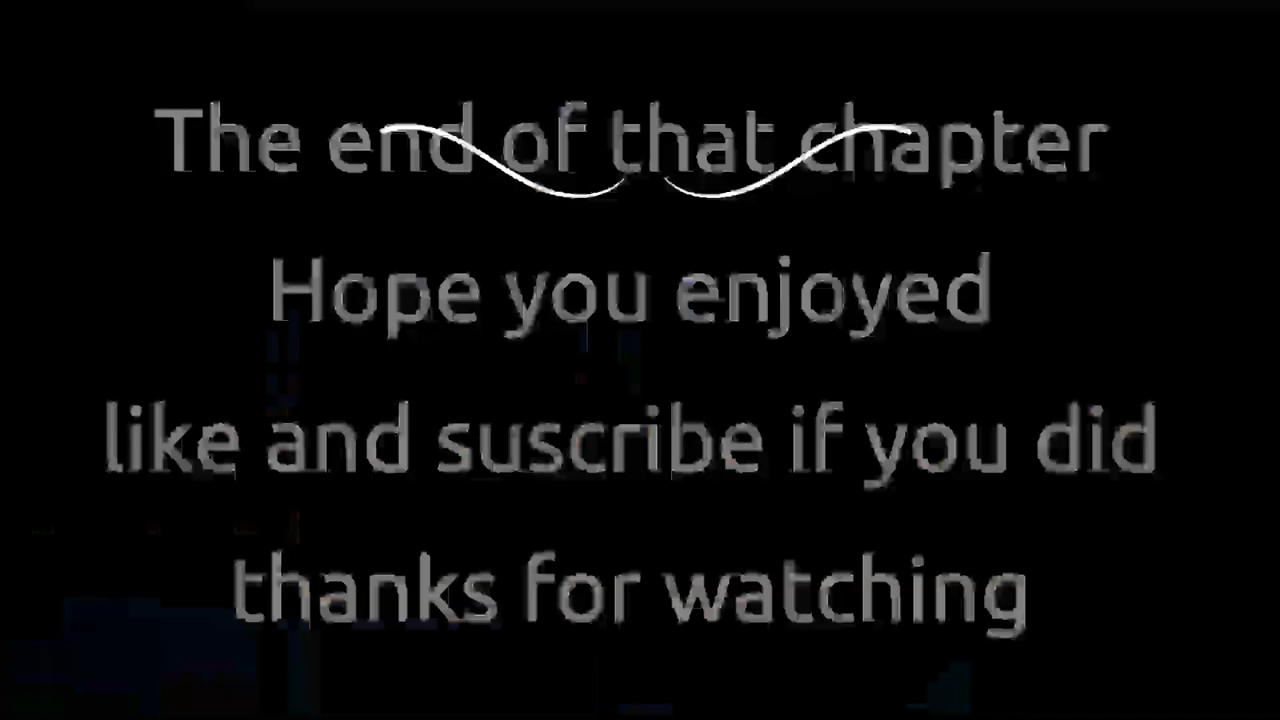 The end of that chapter
Hope you enjoyed
like and suscribe if you did
thanks for watching